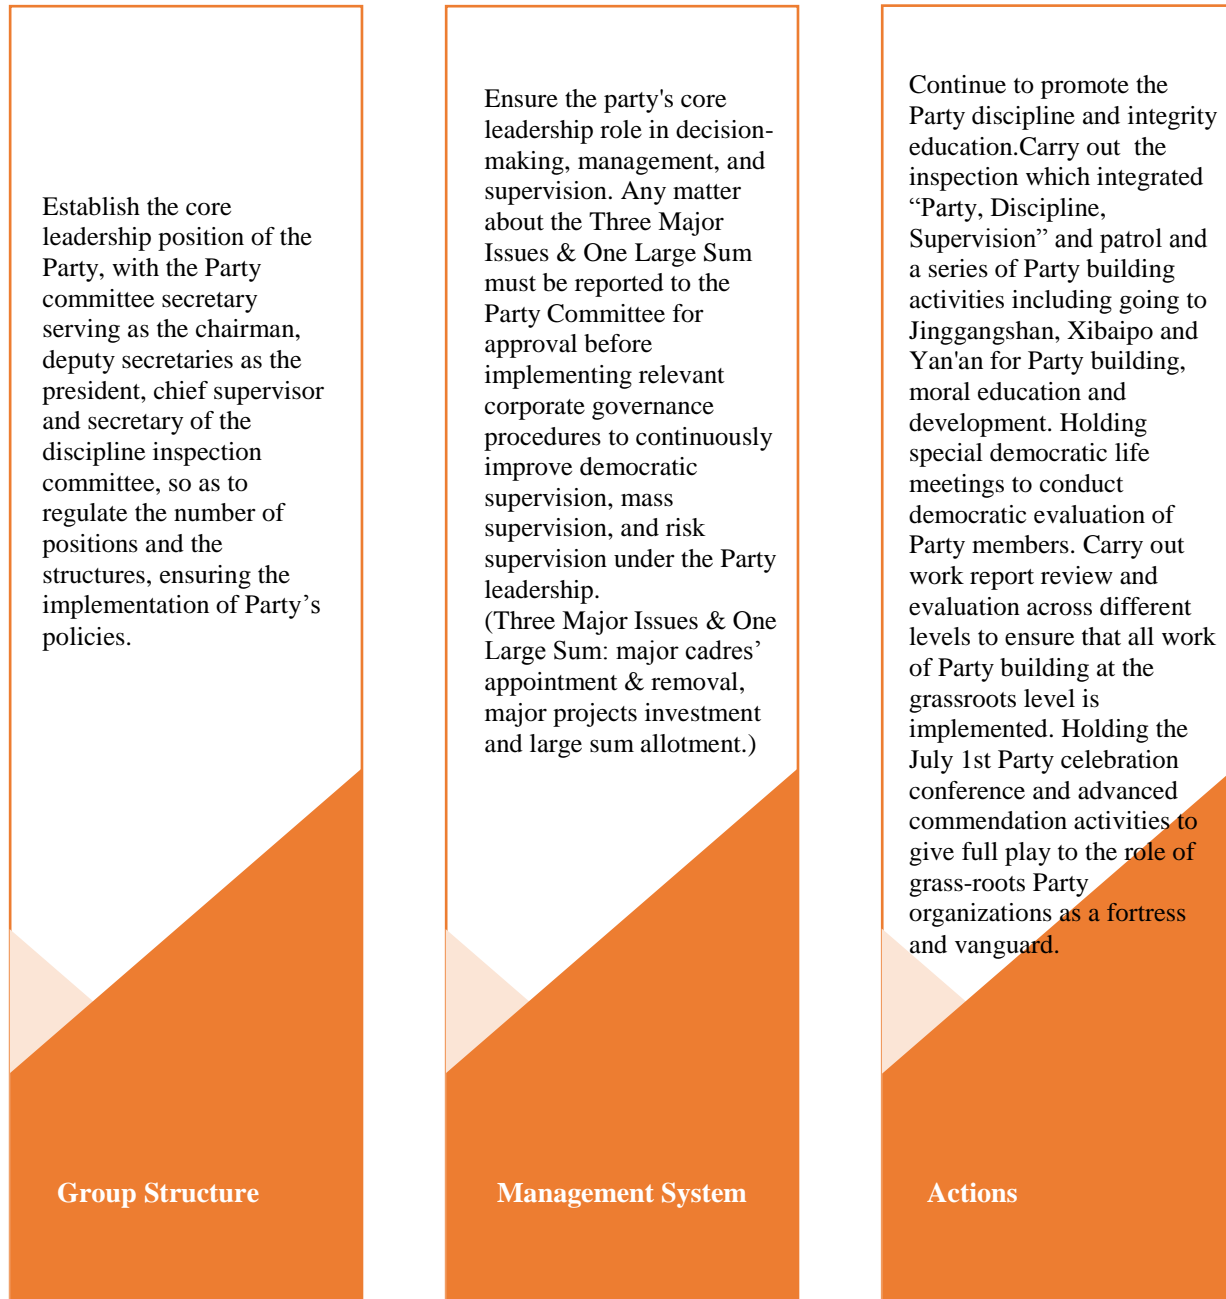 Establish the core
leadership position of the
Party, with the Party
committee secretary
serving as the chairman,
deputy secretaries as the
president, chief supervisor
and secretary of the
discipline inspection
committee, so as to
regulate the number of
positions and the
structures, ensuring the
implementation of Party’s
policies.
Group Structure
Ensure the party's core
leadership role in decision-
making, management, and
supervision. Any matter
about the Three Major
Issues & One Large Sum
must be reported to the
Party Committee for
approval before
implementing relevant
corporate governance
procedures to continuously
improve democratic
supervision, mass
supervision, and risk
supervision under the Party
leadership.
(Three Major Issues & One
Large Sum: major cadres’
appointment & removal,
major projects investment
and large sum allotment.)
Management System
Continue to promote the
Party discipline and integrity
education.Carry out the
inspection which integrated
“Party, Discipline,
Supervision” and patrol and
a series of Party building
activities including going to
Jinggangshan, Xibaipo and
Yan'an for Party building,
moral education and
development. Holding
special democratic life
meetings to conduct
democratic evaluation of
Party members. Carry out
work report review and
evaluation across different
levels to ensure that all work
of Party building at the
grassroots level is
implemented. Holding the
July 1st Party celebration
conference and advanced
commendation activities to
give full play to the role of
grass-roots Party
organizations as a fortress
and vanguard.
Actions